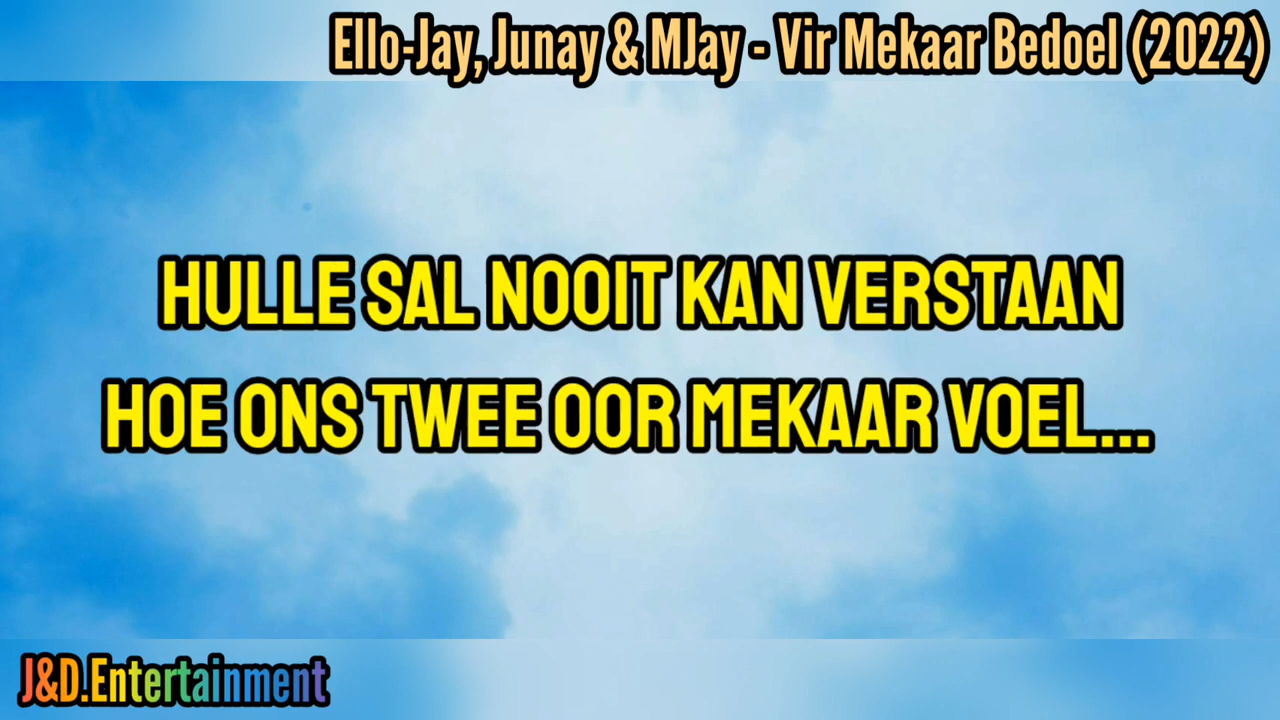 Ello-Jay, Junay & MJay - Vir Mekaar Bedoel (2022)
HULLE SAL NOOIT KAN VERSTAAN
HOE ONS TWEE OOR MEKAAR VOEL...
J&D.Entertainment